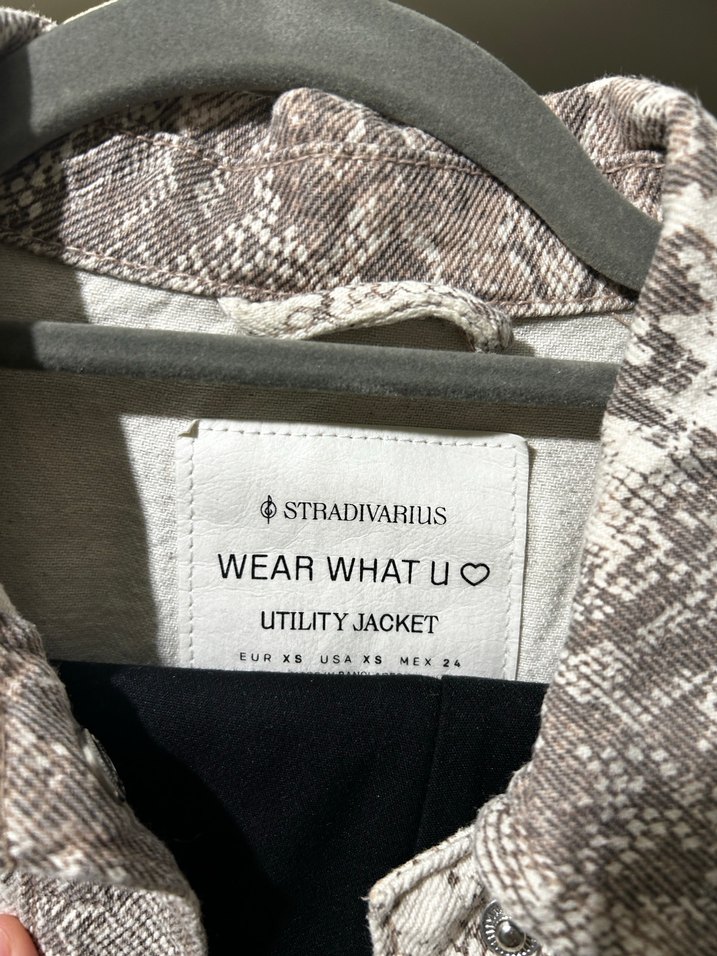 STRADIVARIUS
WEAR WHAT U ♡
UTILITY JACKET
EUR XS USA XS MEX 24